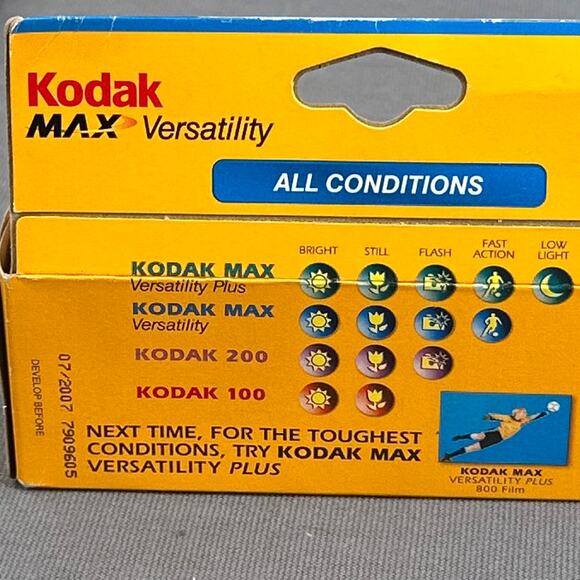 Kodak
MAX Versatility
ALL CONDITIONS
BRIGHT STILL FLASH FAST ACTION LOW LIGHT
KODAK MAX
Versatility Plus
KODAK MAX
Versatility
KODAK 200
KODAK 100
DEVELOP BEFORE
07/2007 7909605
NEXT TIME, FOR THE TOUGHEST
CONDITIONS, TRY KODAK MAX
VERSATILITY PLUS
KODAK MAX
VERSATILITY PLUS
800 Film